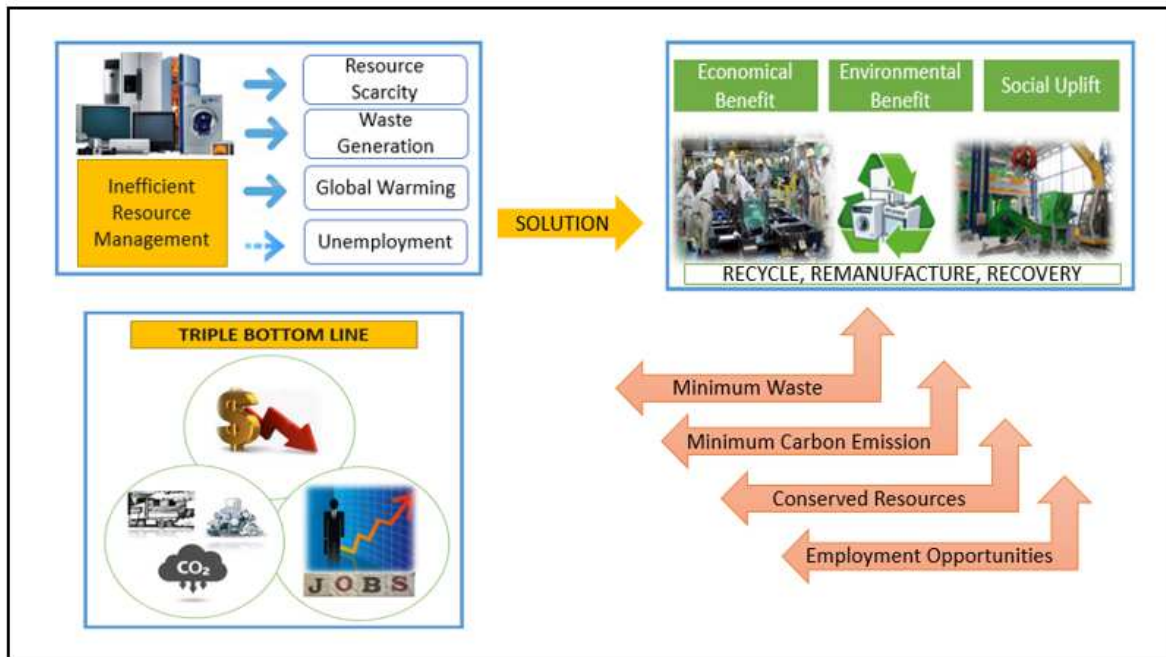 Resource
Scarcity
Waste
Generation
Global Warming
Unemployment
Inefficient
Resource
Management
SOLUTION
Economical
Benefit
Environmental
Benefit
Social Uplift
RECYCLE, REMANUFACTURE, RECOVERY
TRIPLE BOTTOM LINE
$
CO₂
JOBS
Minimum Waste
Minimum Carbon Emission
Conserved Resources
Employment Opportunities